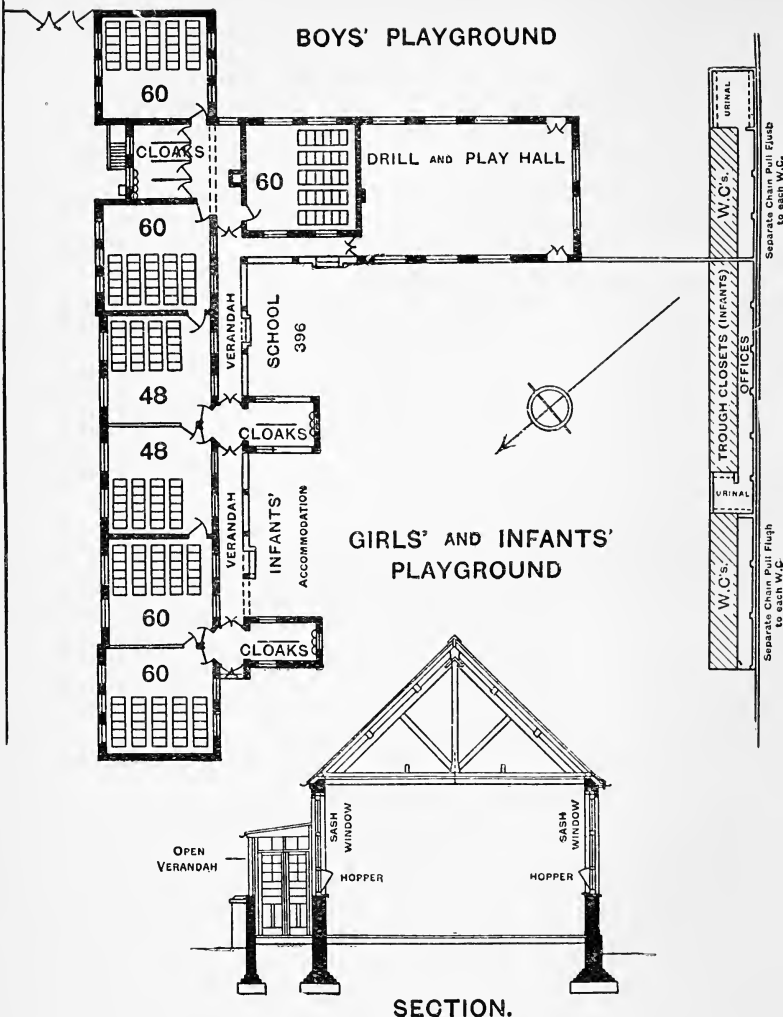 BOYS' PLAYGROUND
60
CLOAKS
60
DRILL AND PLAY HALL
URINAL
W.C's.
Separate Chain Pull Flush
to each W.C.
60
VERANDAH
SCHOOL
396
48
CLOAKS
48
TROUGH CLOSETS (INFANTS)
OFFICES
URINAL
VERANDAH
INFANTS'
ACCOMMODATION
GIRLS' AND INFANTS'
PLAYGROUND
60
W.C's.
Separate Chain Pull Flugh
to each W.C.
CLOAKS
60
OPEN
VERANDAH
SASH
WINDOW
SASH
WINDOW
HOPPER
HOPPER
SECTION.